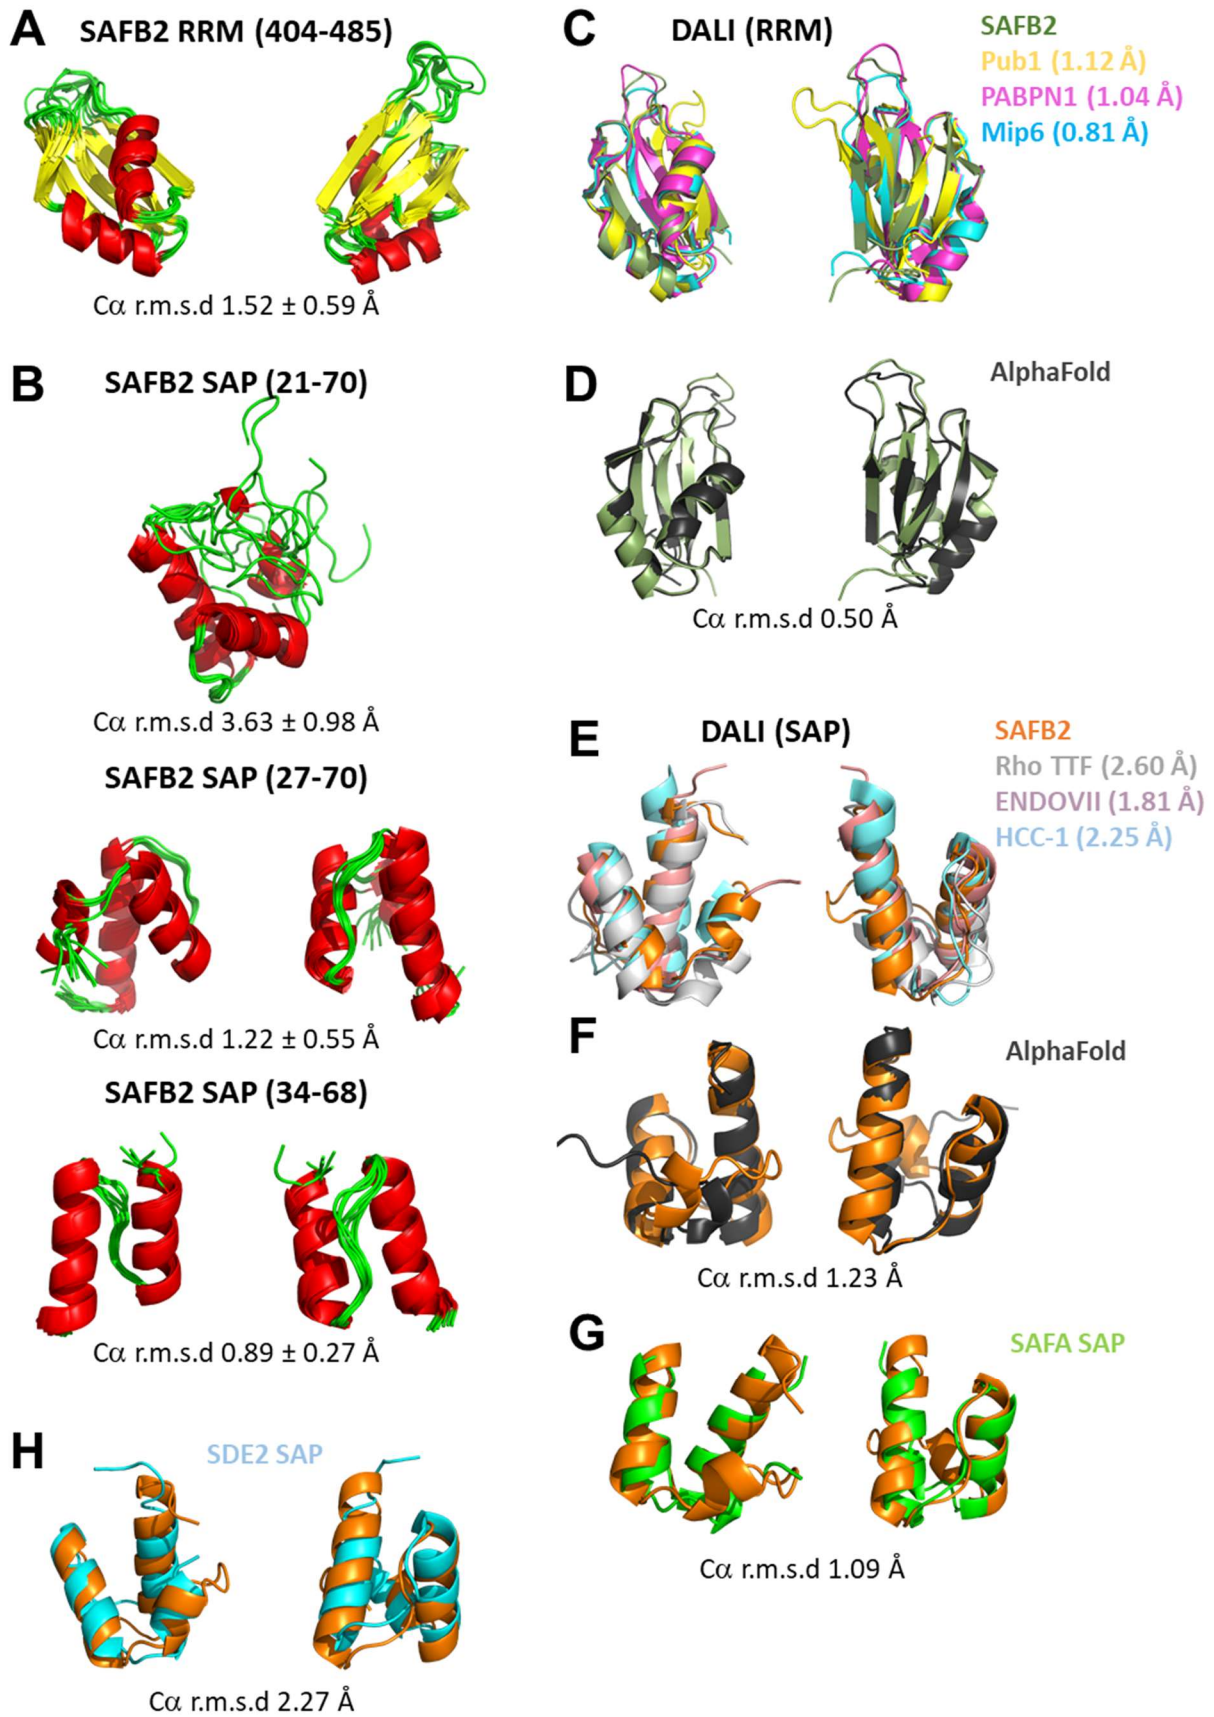 A
SAFB2 RRM (404-485)
Cα r.m.s.d 1.52 ± 0.59 Å
B
SAFB2 SAP (21-70)
Cα r.m.s.d 3.63 ± 0.98 Å
SAFB2 SAP (27-70)
Cα r.m.s.d 1.22 ± 0.55 Å
SAFB2 SAP (34-68)
Cα r.m.s.d 0.89 ± 0.27 Å
C
DALI (RRM)
SAFB2
Pub1 (1.12 Å)
PABPN1 (1.04 Å)
Mip6 (0.81 Å)
D
AlphaFold
Cα r.m.s.d 0.50 Å
E
DALI (SAP)
SAFB2
Rho TTF (2.60 Å)
ENDOVII (1.81 Å)
HCC-1 (2.25 Å)
F
AlphaFold
Cα r.m.s.d 1.23 Å
G
SAFA SAP
Cα r.m.s.d 1.09 Å
H
SDE2 SAP
Cα r.m.s.d 2.27 Å